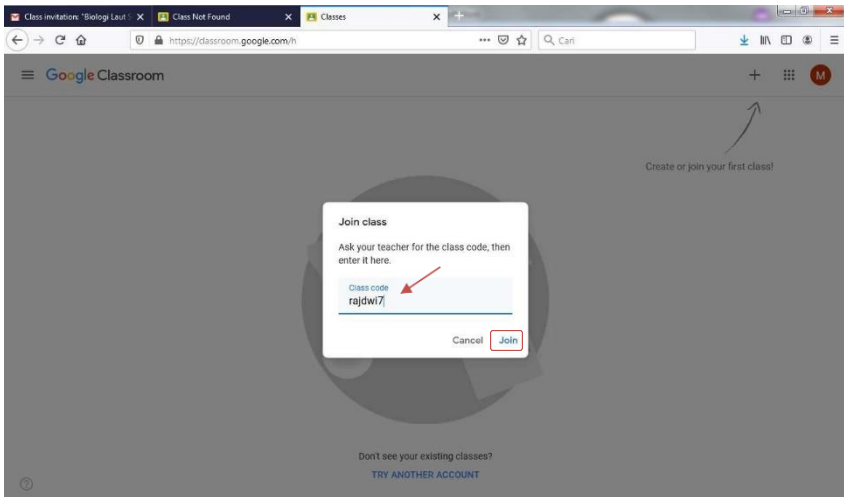 Class invitation: "Biologi Laut S
Class Not Found
Classes
https://classroom.google.com/h
Cari
Google Classroom
M
Create or join your first class!
Join class
Ask your teacher for the class code, then
enter it here.
Class code
rajdwi7
Cancel Join
Don't see your existing classes?
TRY ANOTHER ACCOUNT